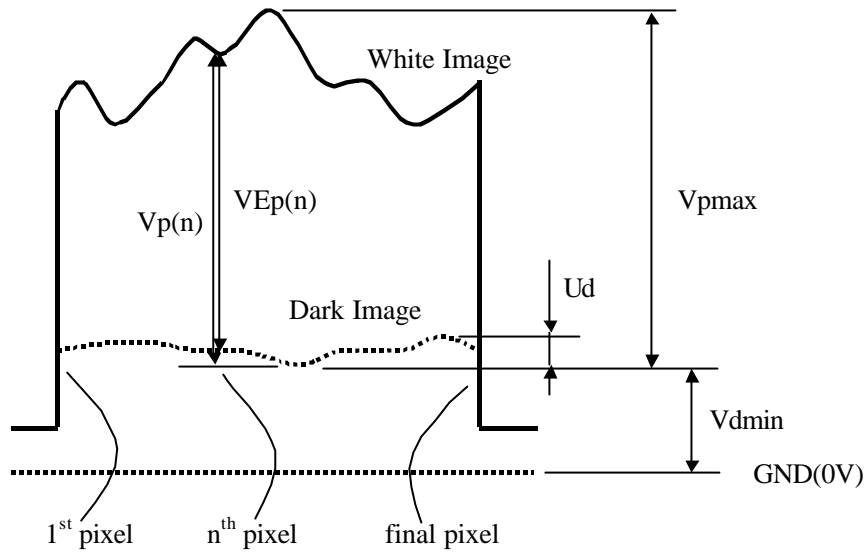 White Image
VEp(n)
Vp(n)
Vpmax
Ud
Dark Image
Vdmin
GND(0V)
1st pixel
nth pixel
final pixel